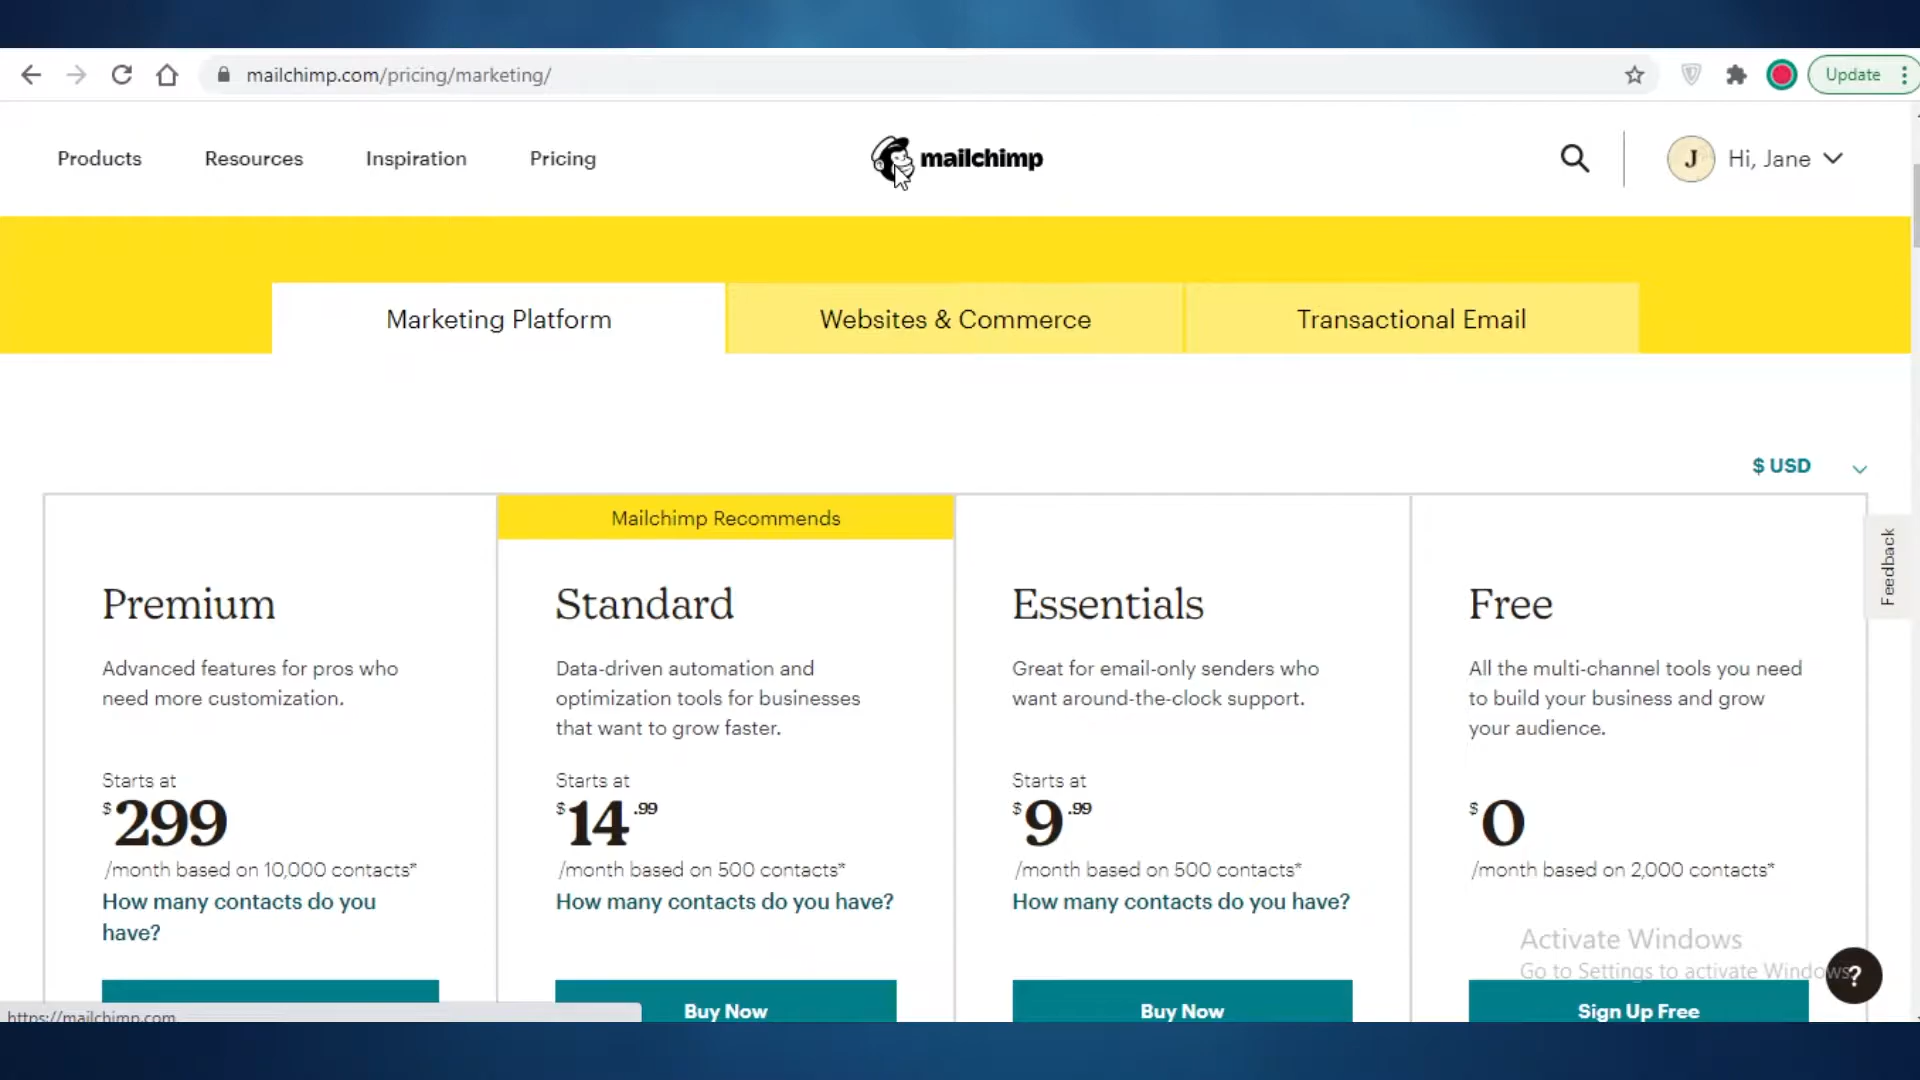 mailchimp.com/pricing/marketing/
Update
Products
Resources
Inspiration
Pricing
mailchimp
J
Hi, Jane
Marketing Platform
Websites & Commerce
Transactional Email
$ USD
Feedback
Premium
Advanced features for pros who
need more customization.
Starts at
$299
/month based on 10,000 contacts*
How many contacts do you
have?
Mailchimp Recommends
Standard
Data-driven automation and
optimization tools for businesses
that want to grow faster.
Starts at
$14.99
/month based on 500 contacts*
How many contacts do you have?
Buy Now
Essentials
Great for email-only senders who
want around-the-clock support.
Starts at
$9.99
/month based on 500 contacts*
How many contacts do you have?
Buy Now
Free
All the multi-channel tools you need
to build your business and grow
your audience.
$0
/month based on 2,000 contacts*
Sign Up Free
Activate Windows
Go to Settings to activate Windows.
?
https://mailchimp.com